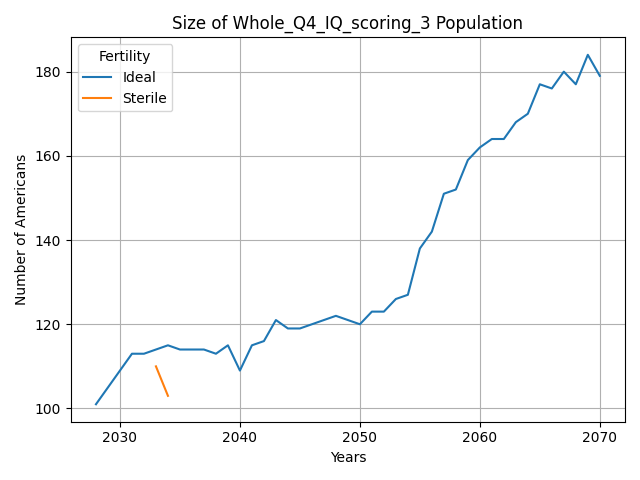 Size of Whole_Q4_IQ_scoring_3 Population
Fertility
Ideal
Sterile
Number of Americans
180
160
140
120
100
2030 2040 2050 2060 2070
Years